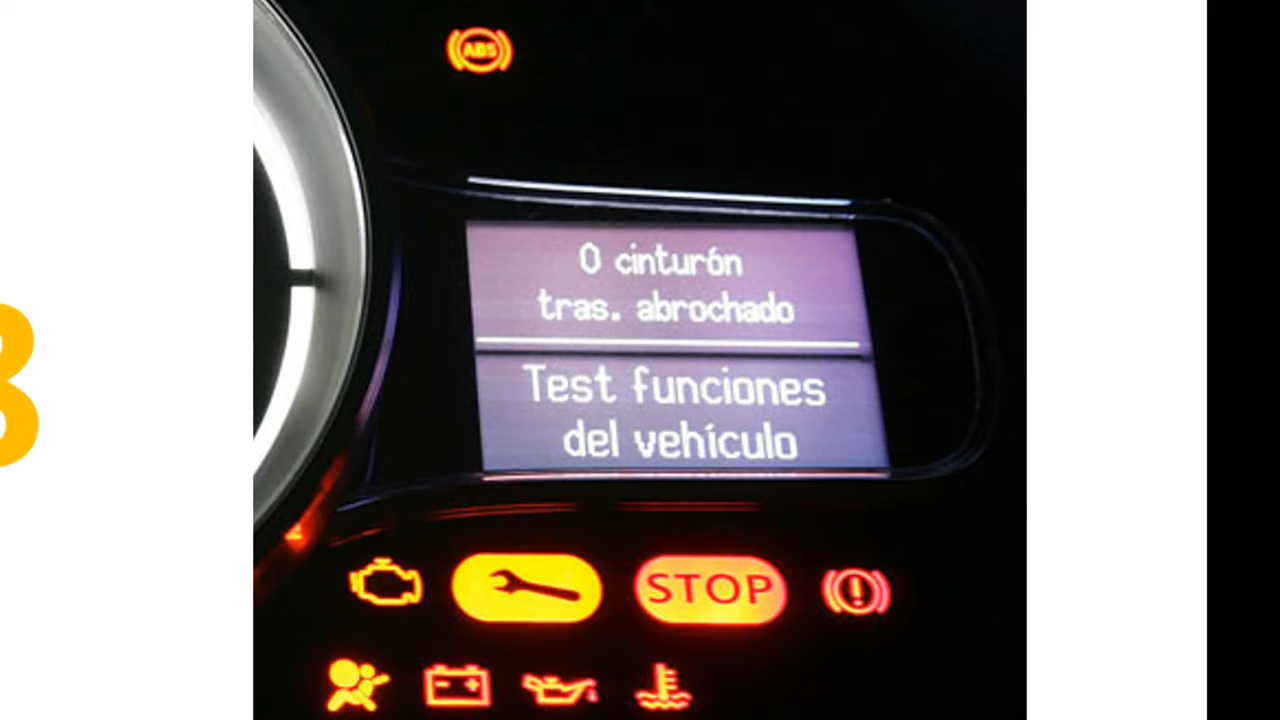 ABS
0 cinturón
tras. abrochado
Test funciones
del vehículo
STOP